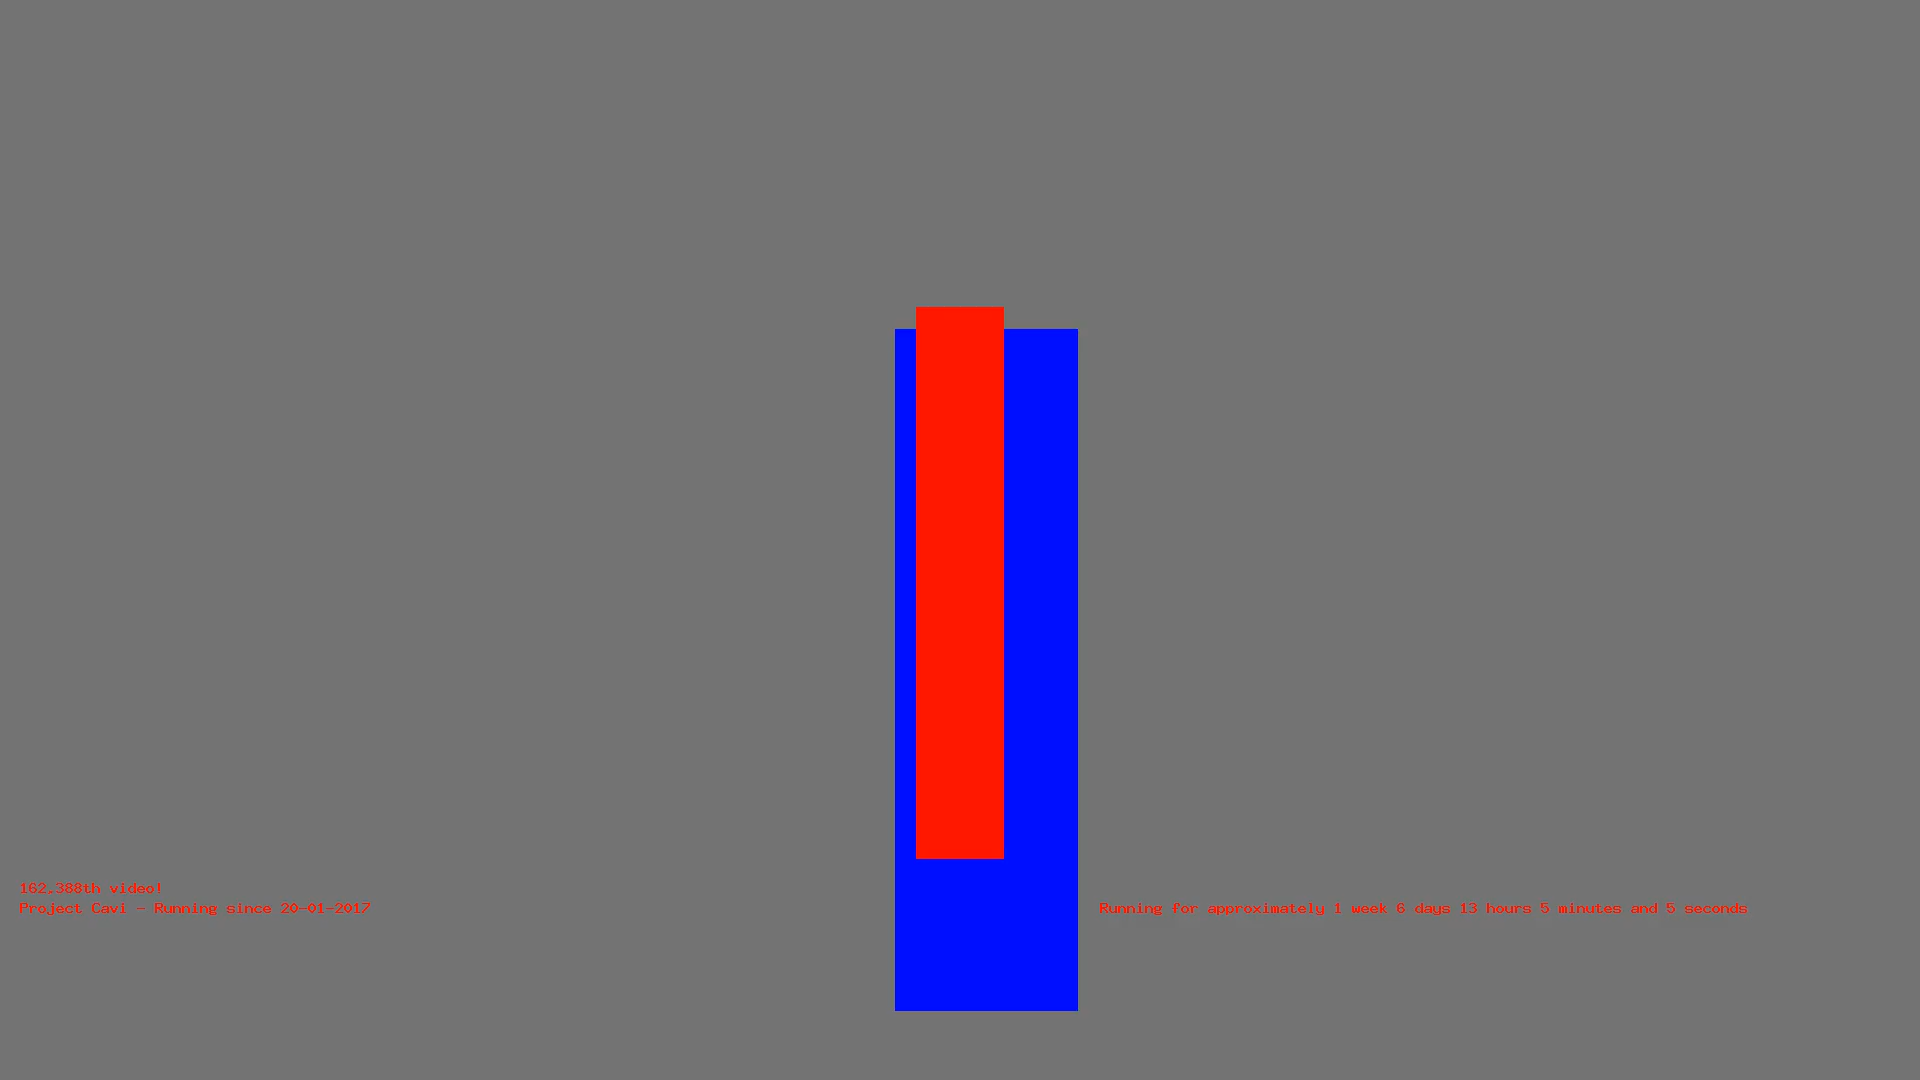 162.388th video!
Project Cavi - Running since 20-01-2017
Running for approximately 1 week 6 days 13 hours 5 minutes and 5 seconds